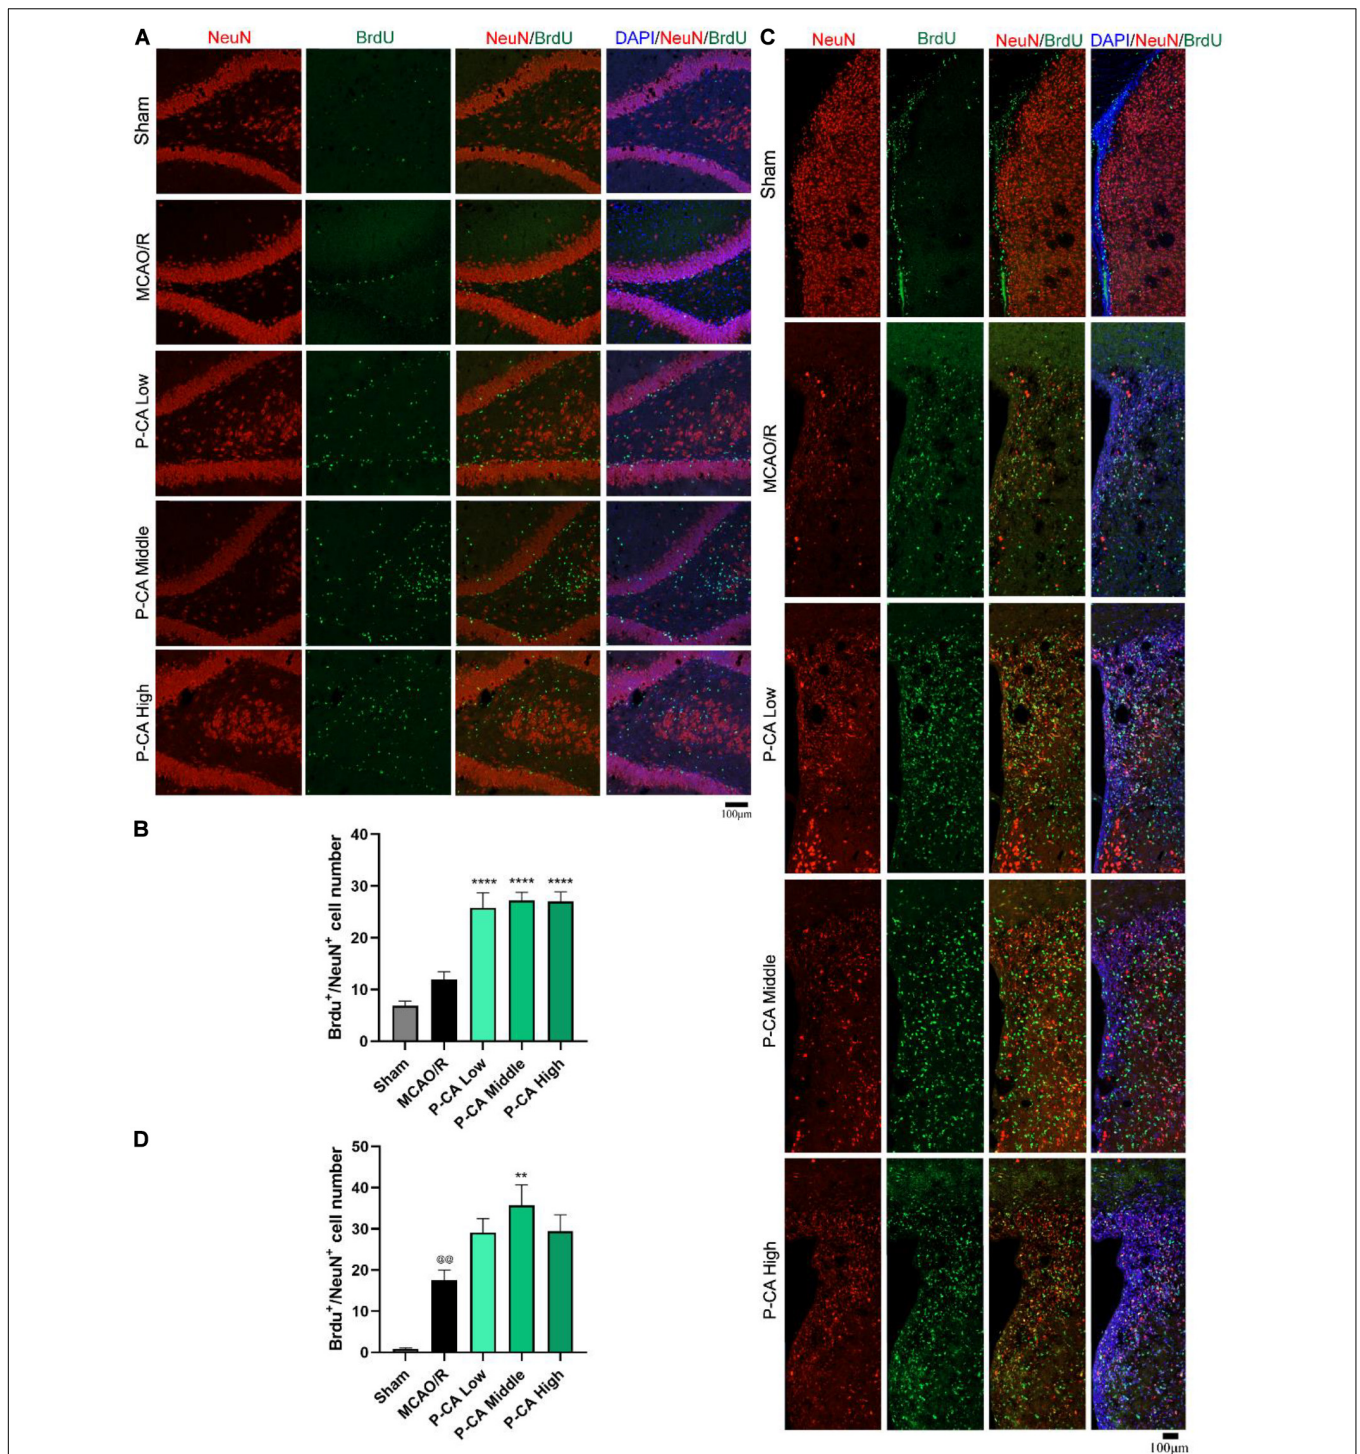 A
NeuN
BrdU
NeuN/BrdU
DAPI/NeuN/BrdU
Sham
MCAO/R
P-CA Low
P-CA Middle
P-CA High
100μm
B
Brdu⁺/NeuN⁺ cell number
40
30
20
10
0
****
****
****
Sham
MCAO/R
P-CA Low
P-CA Middle
P-CA High
D
Brdu⁺/NeuN⁺ cell number
50
40
30
20
10
0
@@
**
Sham
MCAO/R
P-CA Low
P-CA Middle
P-CA High
C
NeuN
BrdU
NeuN/BrdU
DAPI/NeuN/BrdU
Sham
MCAO/R
P-CA Low
P-CA Middle
P-CA High
100μm